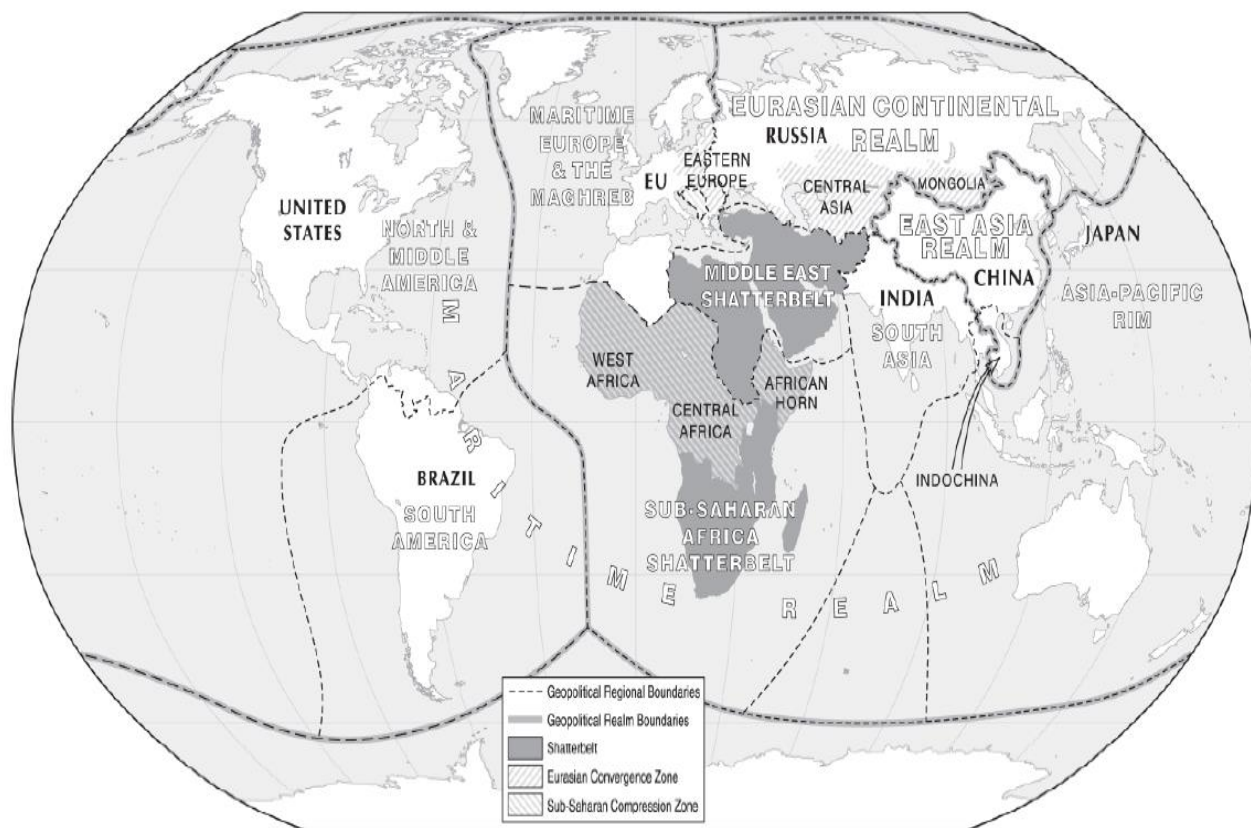 MARITIME
EUROPE
& THE
MAGHREB
EURASIAN CONTINENTAL
REALM
RUSSIA
EU
EASTERN
EUROPE
CENTRAL
ASIA
MONGOLIA
UNITED
STATES
NORTH &
MIDDLE
AMERICA
EAST ASIA
REALM
CHINA
JAPAN
MIDDLE EAST
SHATTERBELT
INDIA
SOUTH
ASIA
ASIA-PACIFIC
RIM
WEST
AFRICA
CENTRAL
AFRICA
AFRICAN
HORN
INDOCHINA
BRAZIL
SOUTH
AMERICA
SUB-SAHARAN
AFRICA
SHATTERBELT
MARITIME REALM
Geopolitical Regional Boundaries
Geopolitical Realm Boundaries
Shatterbelt
Eurasian Convergence Zone
Sub-Saharan Compression Zone